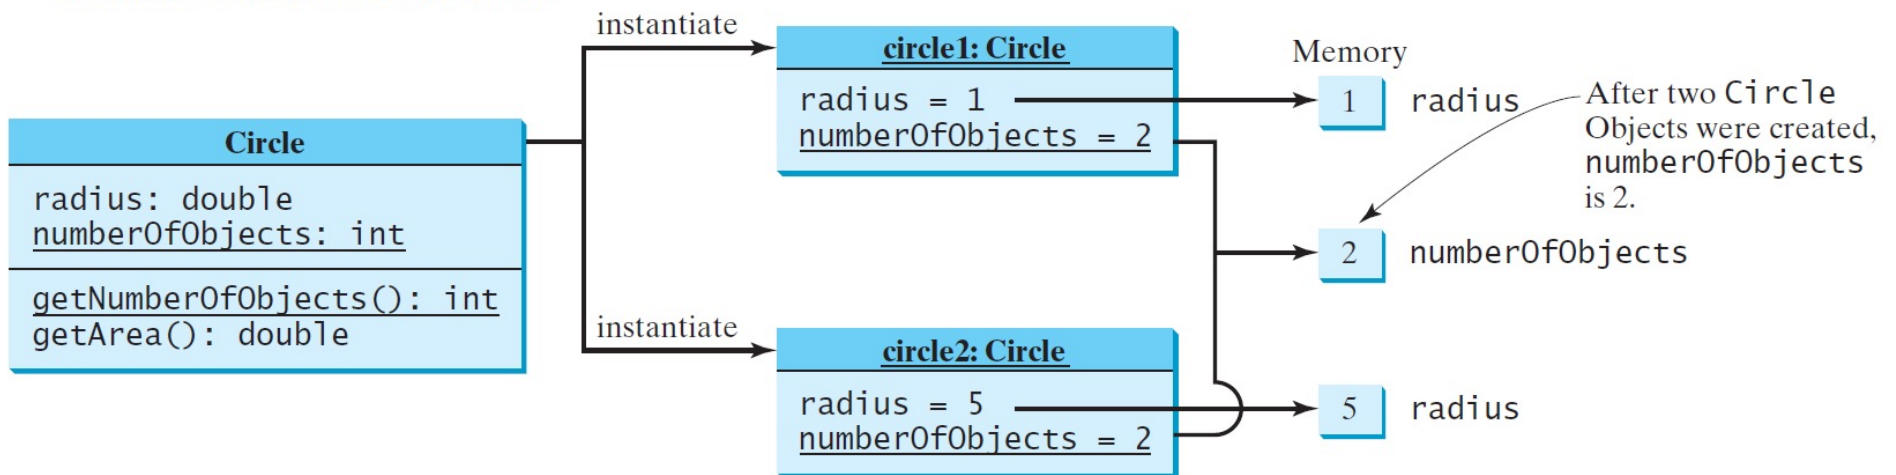 Circle
radius: double
numberOfObjects: int
getNumberOfObjects(): int
getArea(): double
instantiate
circle1: Circle
radius = 1
numberOfObjects = 2
instantiate
circle2: Circle
radius = 5
numberOfObjects = 2
Memory
1 radius
2 numberOfObjects
5 radius
After two Circle
Objects were created,
numberOfObjects
is 2.